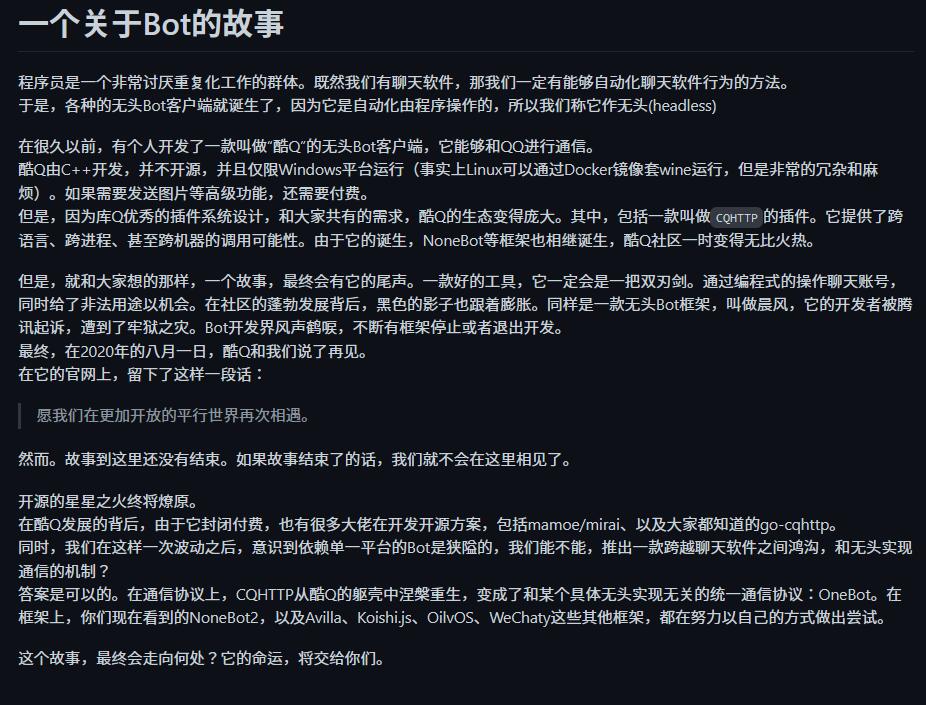 一个关于Bot的故事
程序员是一个非常讨厌重复化工作的群体。既然我们有聊天软件，那我们一定有能够自动化聊天软件行为的方法。
于是，各种的无头Bot客户端就诞生了，因为它是自动化由程序操作的，所以我们称它作无头(headless)
在很久以前，有个人开发了一款叫做“酷Q”的无头Bot客户端，它能够和QQ进行通信。
酷Q由C++开发，并不开源，并且仅限Windows平台运行（事实上Linux可以通过Docker镜像套wine运行，但是非常的冗杂和麻
烦）。如果需要发送图片等高级功能，还需要付费。
但是，因为库Q优秀的插件系统设计，和大家共有的需求，酷Q的生态变得庞大。其中，包括一款叫做CQHTTP的插件。它提供了跨
语言、跨进程、甚至跨机器的调用可能性。由于它的诞生，NoneBot等框架也相继诞生，酷Q社区一时变得无比火热。
但是，就和大家想的那样，一个故事，最终会有它的尾声。一款好的工具，它一定会是一把双刃剑。通过编程式的操作聊天账号，
同时给了非法用途以机会。在社区的蓬勃发展背后，黑色的影子也跟着膨胀。同样是一款无头Bot框架，叫做晨风，它的开发者被腾
讯起诉，遭到了牢狱之灾。Bot开发界风声鹤唳，不断有框架停止或者退出开发。
最终，在2020年的八月一日，酷Q和我们说了再见。
在它的官网上，留下了这样一段话：
愿我们在更加开放的平行世界再次相遇。
然而。故事到这里还没有结束。如果故事结束了的话，我们就不会在这里相见了。
开源的星星之火终将燎原。
在酷Q发展的背后，由于它封闭付费，也有很多大佬在开发开源方案，包括mamoe/mirai、以及大家都知道的go-cqhttp。
同时，我们在这样一次波动之后，意识到依赖单一平台的Bot是狭隘的，我们能不能，推出一款跨越聊天软件之间鸿沟，和无头实现
通信的机制？
答案是可以的。在通信协议上，CQHTTP从酷Q的躯壳中涅槃重生，变成了和某个具体无头实现无关的统一通信协议：OneBot。在
框架上，你们现在看到的NoneBot2，以及Avilla、Koishi.js、OilvOS、WeChaty这些其他框架，都在努力以自己的方式做出尝试。
这个故事，最终会走向何处？它的命运，将交给你们。